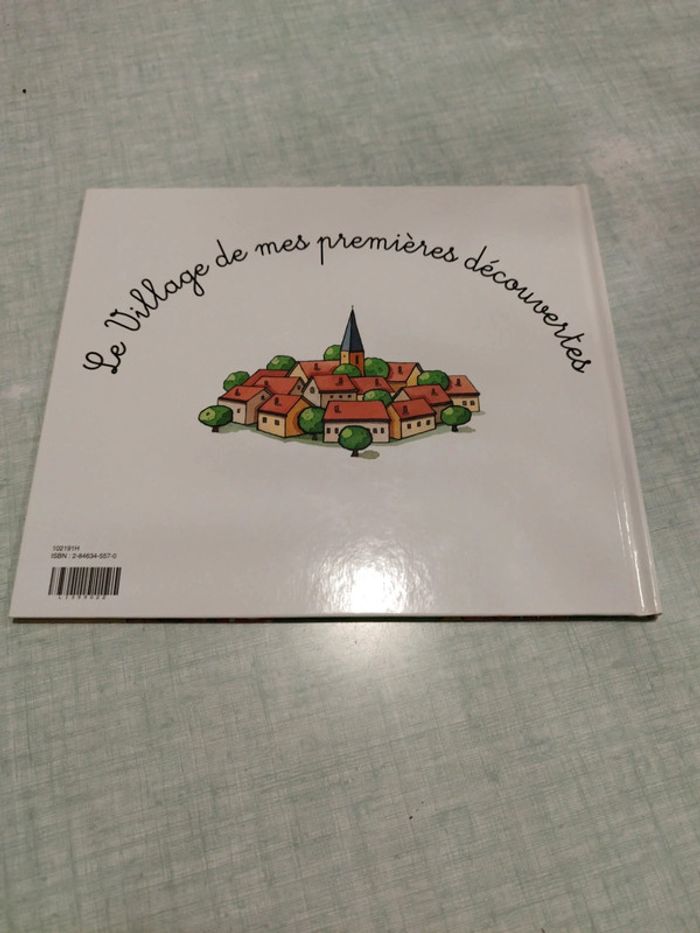 Le Village de mes premières découvertes
102191H
ISBN : 2-84634-557-0